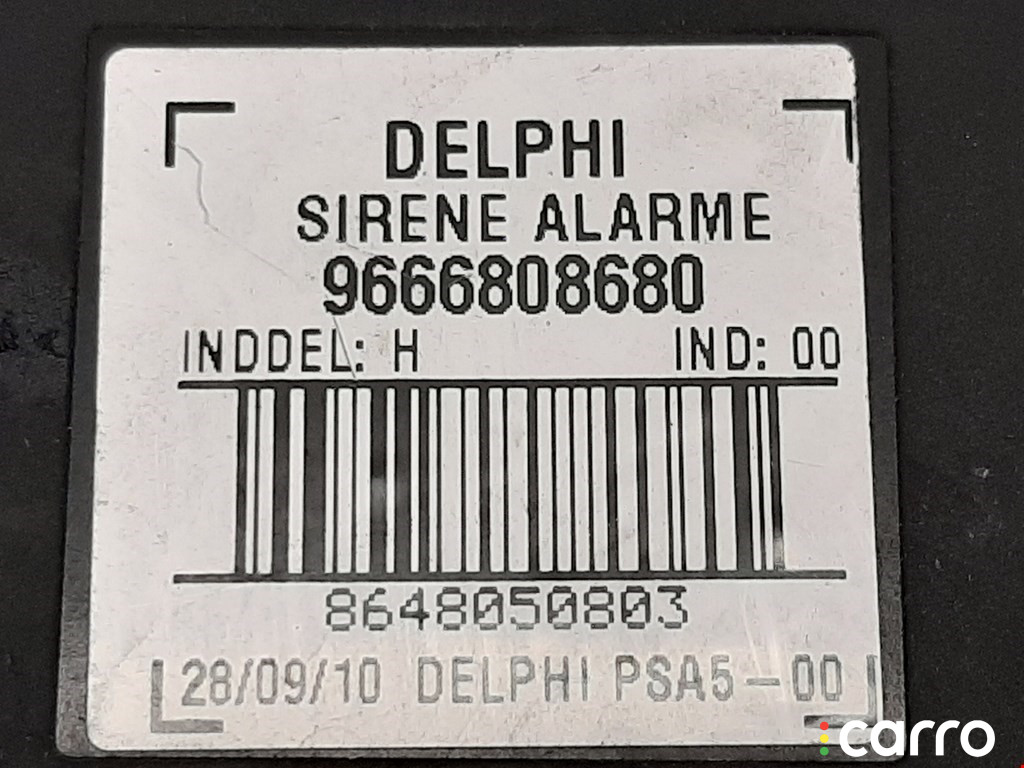 DELPHI
SIRENE ALARME
9666808680
INDDEL: H IND: 00
8648050803
28/09/10 DELPHI PSA5-00
carro